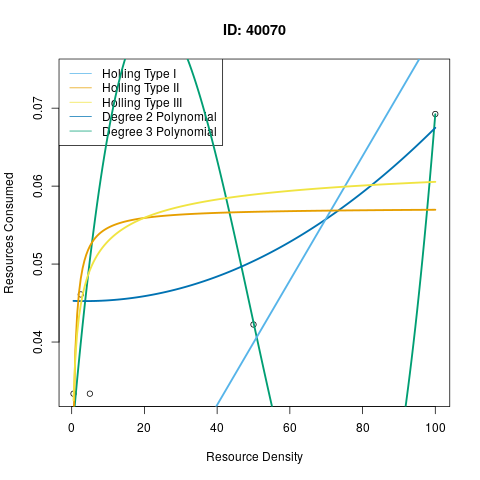 ID: 40070
Holling Type I
Holling Type II
Holling Type III
Degree 2 Polynomial
Degree 3 Polynomial
Resources Consumed
0.07
0.06
0.05
0.04
0 20 40 60 80 100
Resource Density